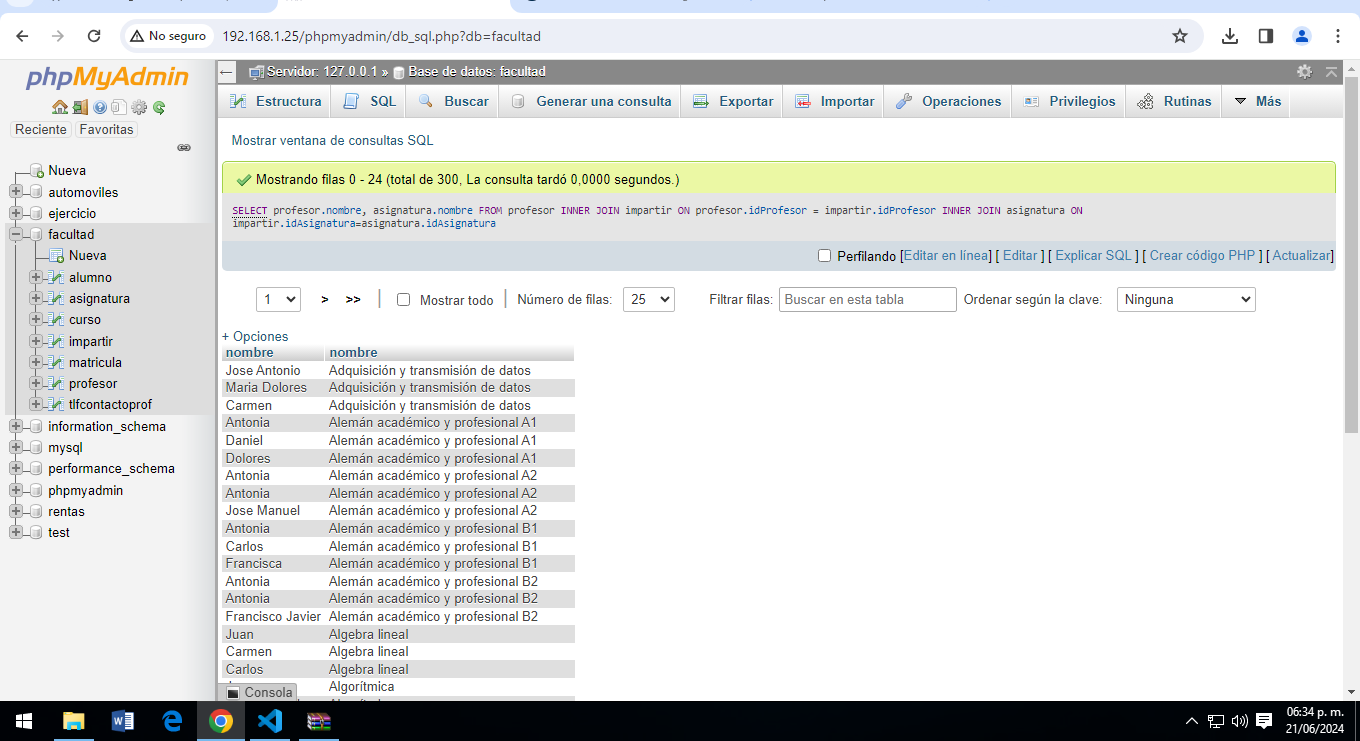 No seguro
192.168.1.25/phpmyadmin/db_sql.php?db=facultad
phpMyAdmin
Reciente Favoritas
Nueva
automoviles
ejercicio
facultad
Nueva
alumno
asignatura
curso
impartir
matricula
profesor
tlfcontactoprof
information_schema
mysql
performance_schema
phpmyadmin
rentas
test
Servidor: 127.0.0.1 » Base de datos: facultad
Estructura SQL Buscar Generar una consulta Exportar Importar Operaciones Privilegios Rutinas Más
Mostrar ventana de consultas SQL
Mostrando filas 0 - 24 (total de 300, La consulta tardó 0,0000 segundos.)
SELECT profesor.nombre, asignatura.nombre FROM profesor INNER JOIN impartir ON profesor.idProfesor = impartir.idProfesor INNER JOIN asignatura ON
impartir.idAsignatura=asignatura.idAsignatura
Perfilando [Editar en línea] [ Editar ] [ Explicar SQL ] [ Crear código PHP ] [ Actualizar]
1 > >> | Mostrar todo | Número de filas: 25 Filtrar filas: Buscar en esta tabla Ordenar según la clave: Ninguna
+ Opciones
nombre nombre
Jose Antonio Adquisición y transmisión de datos
Maria Dolores Adquisición y transmisión de datos
Carmen Adquisición y transmisión de datos
Antonia Alemán académico y profesional A1
Daniel Alemán académico y profesional A1
Dolores Alemán académico y profesional A1
Antonia Alemán académico y profesional A2
Antonia Alemán académico y profesional A2
Jose Manuel Alemán académico y profesional A2
Antonia Alemán académico y profesional B1
Carlos Alemán académico y profesional B1
Francisca Alemán académico y profesional B1
Antonia Alemán académico y profesional B2
Antonia Alemán académico y profesional B2
Francisco Javier Alemán académico y profesional B2
Juan Algebra lineal
Carmen Algebra lineal
Carlos Algebra lineal
Algorítmica
Consola
06:34 p. m.
21/06/2024